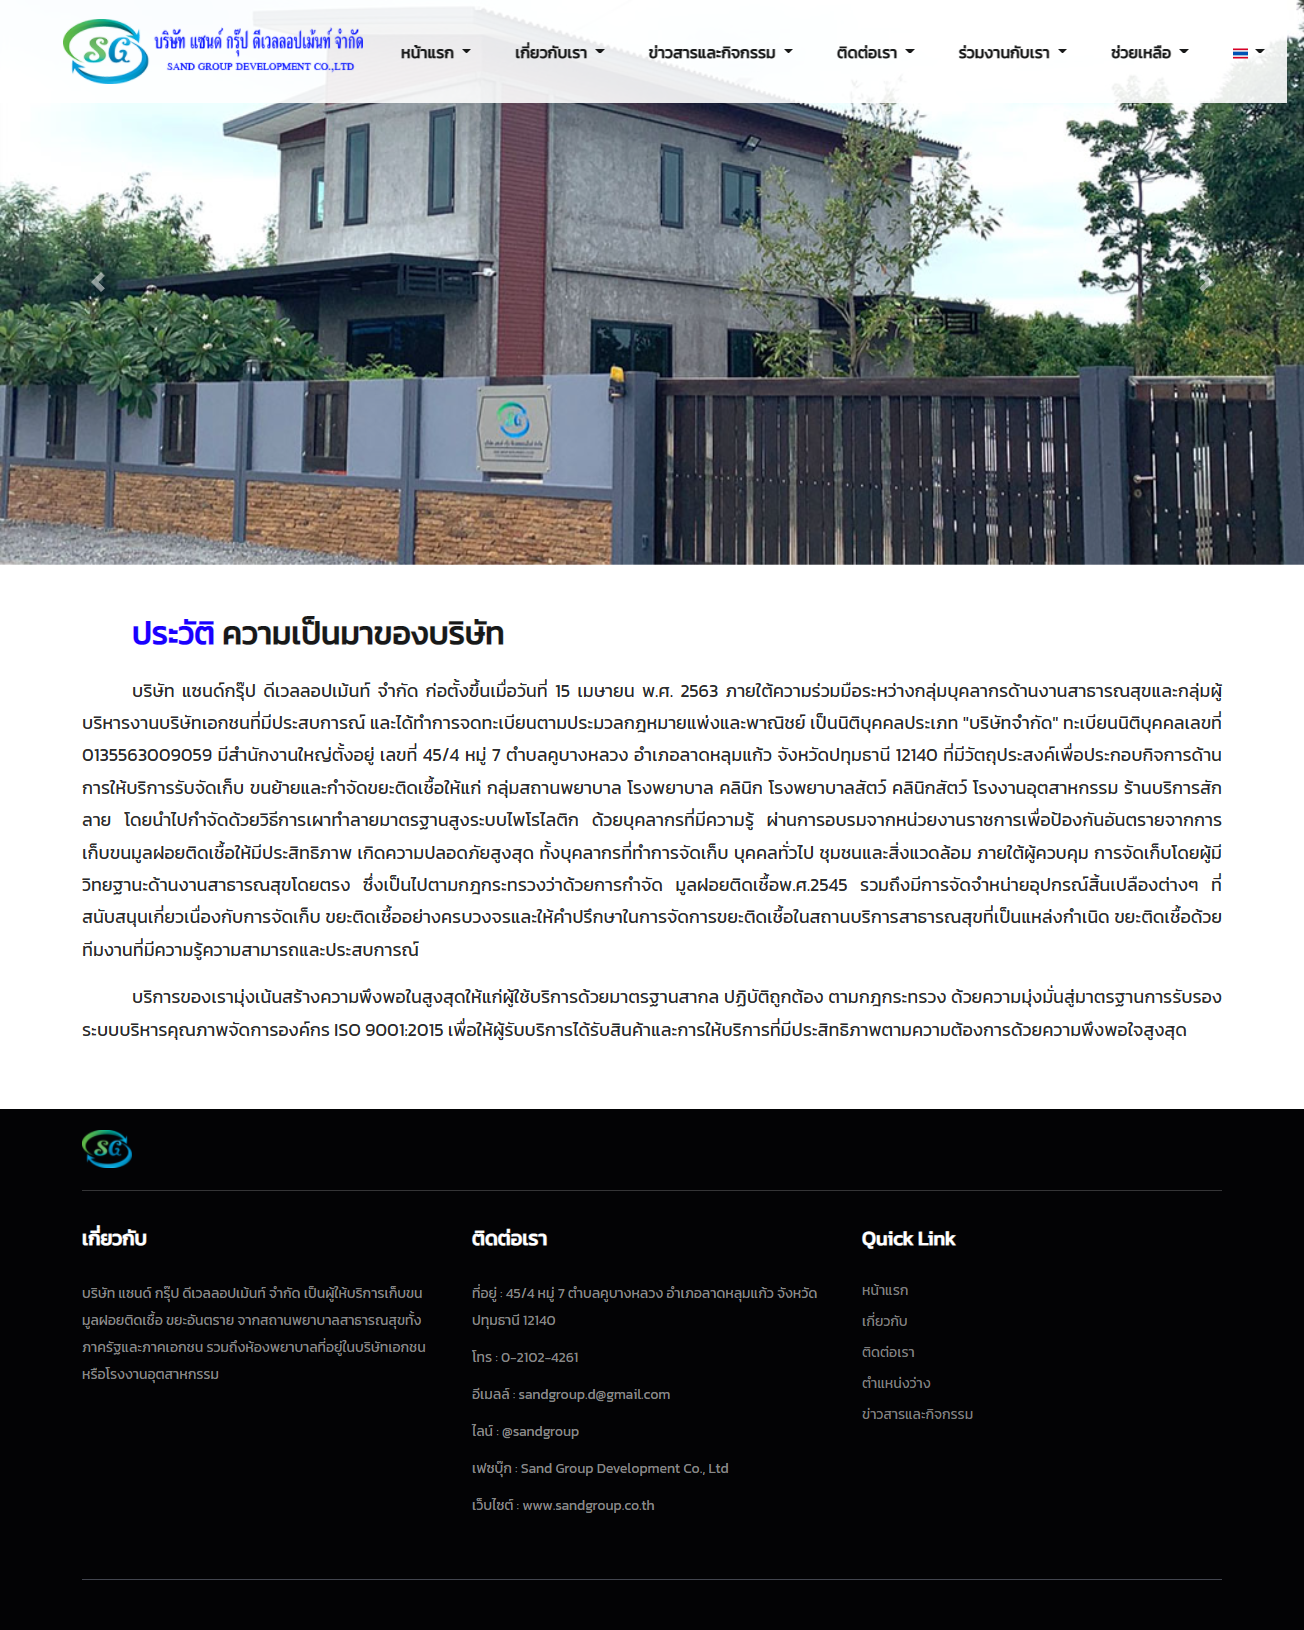 SG บริษัท แซนด์ กรุ๊ป ดีเวลลอปเม้นท์ จำกัด
SAND GROUP DEVELOPMENT CO.,LTD
หน้าแรก เกี่ยวกับเรา ข่าวสารและกิจกรรม ติดต่อเรา ร่วมงานกับเรา ช่วยเหลือ
SG
ประวัติ ความเป็นมาของบริษัท
บริษัท แซนด์กรุ๊ป ดีเวลลอปเม้นท์ จำกัด ก่อตั้งขึ้นเมื่อวันที่ 15 เมษายน พ.ศ. 2563 ภายใต้ความร่วมมือระหว่างกลุ่มบุคลากรด้านงานสาธารณสุขและกลุ่มผู้
บริหารงานบริษัทเอกชนที่มีประสบการณ์ และได้ทำการจดทะเบียนตามประมวลกฎหมายแพ่งและพาณิชย์ เป็นนิติบุคคลประเภท "บริษัทจำกัด" ทะเบียนนิติบุคคลเลขที่
0135563009059 มีสำนักงานใหญ่ตั้งอยู่ เลขที่ 45/4 หมู่ 7 ตำบลคูบางหลวง อำเภอลาดหลุมแก้ว จังหวัดปทุมธานี 12140 ที่มีวัตถุประสงค์เพื่อประกอบกิจการด้าน
การให้บริการรับจัดเก็บ ขนย้ายและกำจัดขยะติดเชื้อให้แก่ กลุ่มสถานพยาบาล โรงพยาบาล คลินิก โรงพยาบาลสัตว์ คลินิกสัตว์ โรงงานอุตสาหกรรม ร้านบริการสัก
ลาย โดยนำไปกำจัดด้วยวิธีการเผาทำลายมาตรฐานสูงระบบไพโรไลติก ด้วยบุคลากรที่มีความรู้ ผ่านการอบรมจากหน่วยงานราชการเพื่อป้องกันอันตรายจากการ
เก็บขนมูลฝอยติดเชื้อให้มีประสิทธิภาพ เกิดความปลอดภัยสูงสุด ทั้งบุคลากรที่ทำการจัดเก็บ บุคคลทั่วไป ชุมชนและสิ่งแวดล้อม ภายใต้ผู้ควบคุม การจัดเก็บโดยผู้มี
วิทยฐานะด้านงานสาธารณสุขโดยตรง ซึ่งเป็นไปตามกฎกระทรวงว่าด้วยการกำจัด มูลฝอยติดเชื้อพ.ศ.2545 รวมถึงมีการจัดจำหน่ายอุปกรณ์สิ้นเปลืองต่างๆ ที่
สนับสนุนเกี่ยวเนื่องกับการจัดเก็บ ขยะติดเชื้ออย่างครบวงจรและให้คำปรึกษาในการจัดการขยะติดเชื้อในสถานบริการสาธารณสุขที่เป็นแหล่งกำเนิด ขยะติดเชื้อด้วย
ทีมงานที่มีความรู้ความสามารถและประสบการณ์
บริการของเรามุ่งเน้นสร้างความพึงพอในสูงสุดให้แก่ผู้ใช้บริการด้วยมาตรฐานสากล ปฏิบัติถูกต้อง ตามกฎกระทรวง ด้วยความมุ่งมั่นสู่มาตรฐานการรับรอง
ระบบบริหารคุณภาพจัดการองค์กร ISO 9001:2015 เพื่อให้ผู้รับบริการได้รับสินค้าและการให้บริการที่มีประสิทธิภาพตามความต้องการด้วยความพึงพอใจสูงสุด
SG
เกี่ยวกับ
บริษัท แซนด์ กรุ๊ป ดีเวลลอปเม้นท์ จำกัด เป็นผู้ให้บริการเก็บขน
มูลฝอยติดเชื้อ ขยะอันตราย จากสถานพยาบาลสาธารณสุขทั้ง
ภาครัฐและภาคเอกชน รวมถึงห้องพยาบาลที่อยู่ในบริษัทเอกชน
หรือโรงงานอุตสาหกรรม
ติดต่อเรา
ที่อยู่ : 45/4 หมู่ 7 ตำบลคูบางหลวง อำเภอลาดหลุมแก้ว จังหวัด
ปทุมธานี 12140
โทร : 0-2102-4261
อีเมลล์ : sandgroup.d@gmail.com
ไลน์ : @sandgroup
เฟซบุ๊ก : Sand Group Development Co., Ltd
เว็บไซต์ : www.sandgroup.co.th
Quick Link
หน้าแรก
เกี่ยวกับ
ติดต่อเรา
ตำแหน่งว่าง
ข่าวสารและกิจกรรม